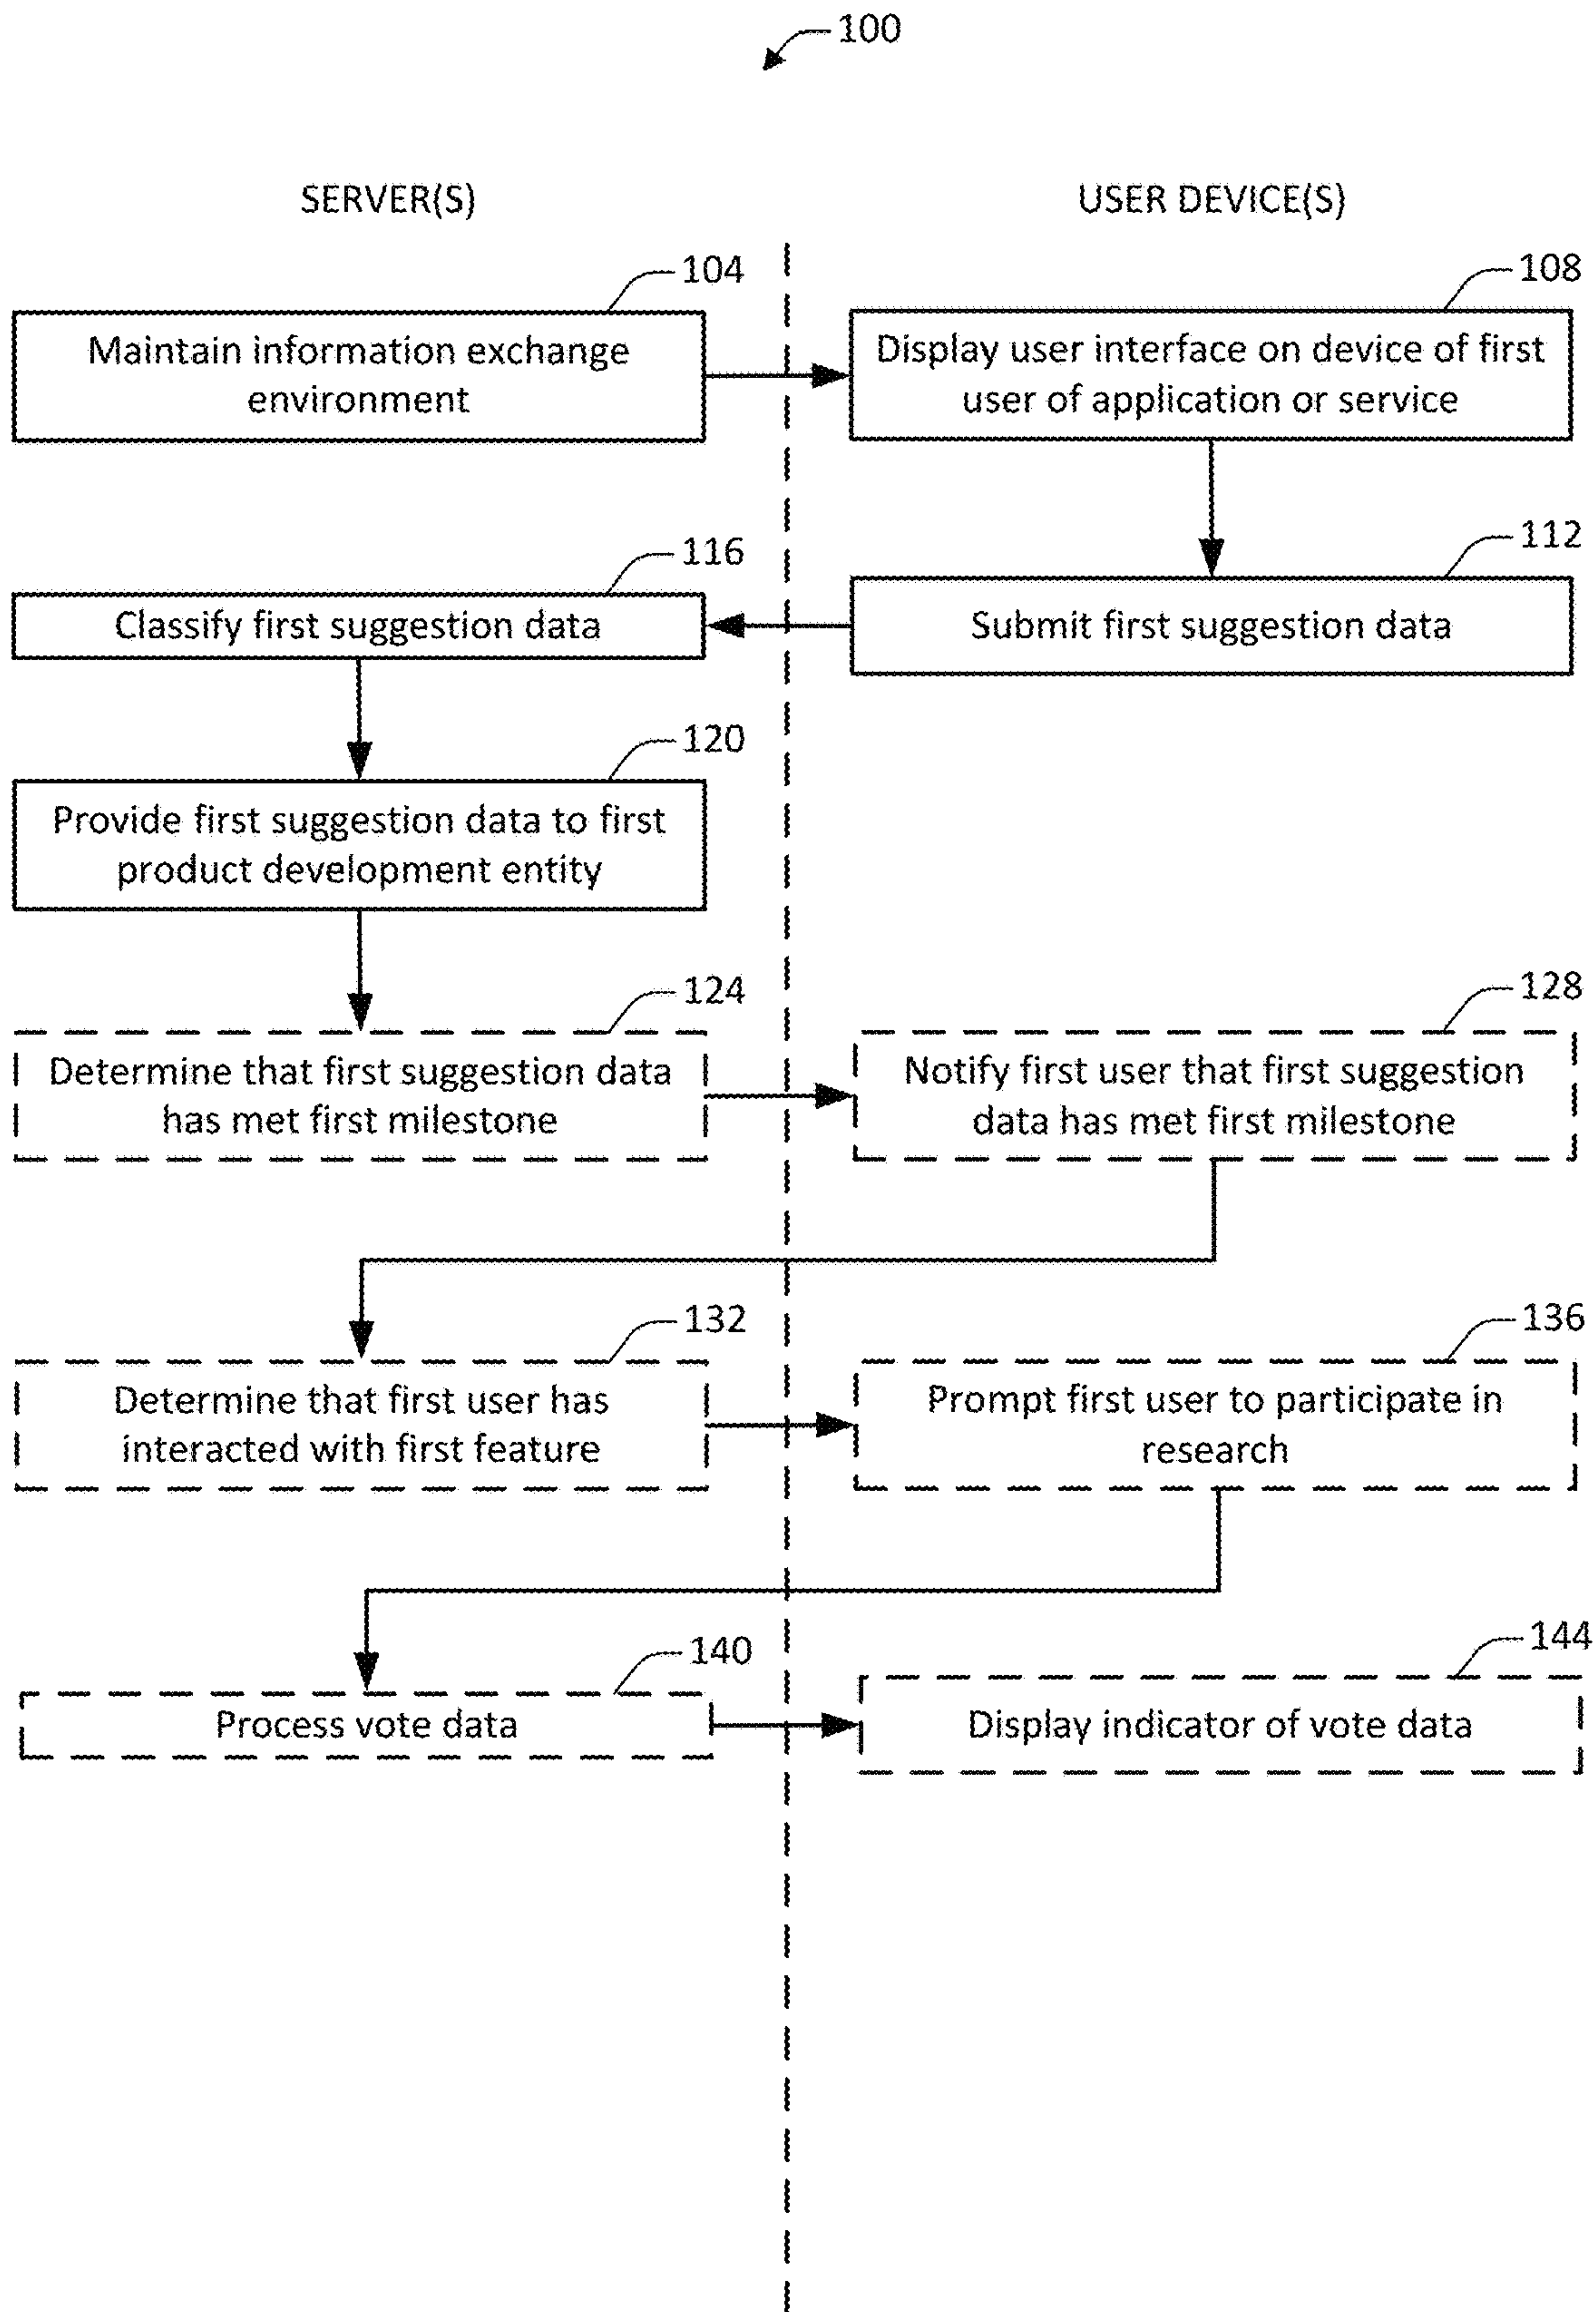 100
SERVER(S)
USER DEVICE(S)
104
108
Maintain information exchange
environment
Display user interface on device of first
user of application or service
116
112
Classify first suggestion data
Submit first suggestion data
120
Provide first suggestion data to first
product development entity
124
128
Determine that first suggestion data
has met first milestone
Notify first user that first suggestion
data has met first milestone
132
136
Determine that first user has
interacted with first feature
Prompt first user to participate in
research
140
144
Process vote data
Display indicator of vote data